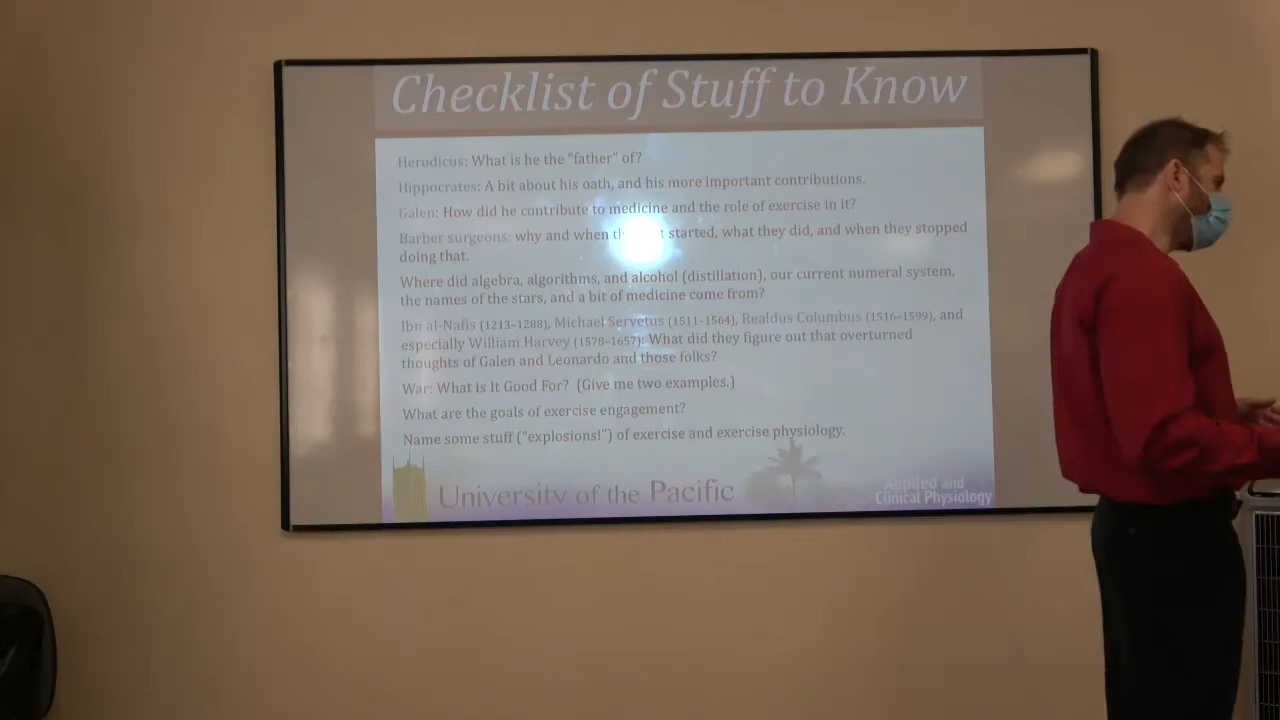 Checklist of Stuff to Know
Herodicus: What is he the "father" of?
Hippocrates: A bit about his oath, and his more important contributions.
Galen: How did he contribute to medicine and the role of exercise in it?
Barber surgeons: why and when started, what they did, and when they stopped
doing that.
Where did algebra, algorithms, and alcohol (distillation), our current numeral system,
the names of the stars, and a bit of medicine come from?
Ibn al-Nafis (1213–1288), Michael Servetus (1511–1564), Realdus Columbus (1516–1599), and
especially William Harvey (1578–1657): What did they figure out that overturned
thoughts of Galen and Leonardo and those folks?
War: What is It Good For? (Give me two examples.)
What are the goals of exercise engagement?
Name some stuff ("explosions!") of exercise and exercise physiology.
University of the Pacific
Applied and
Clinical Physiology